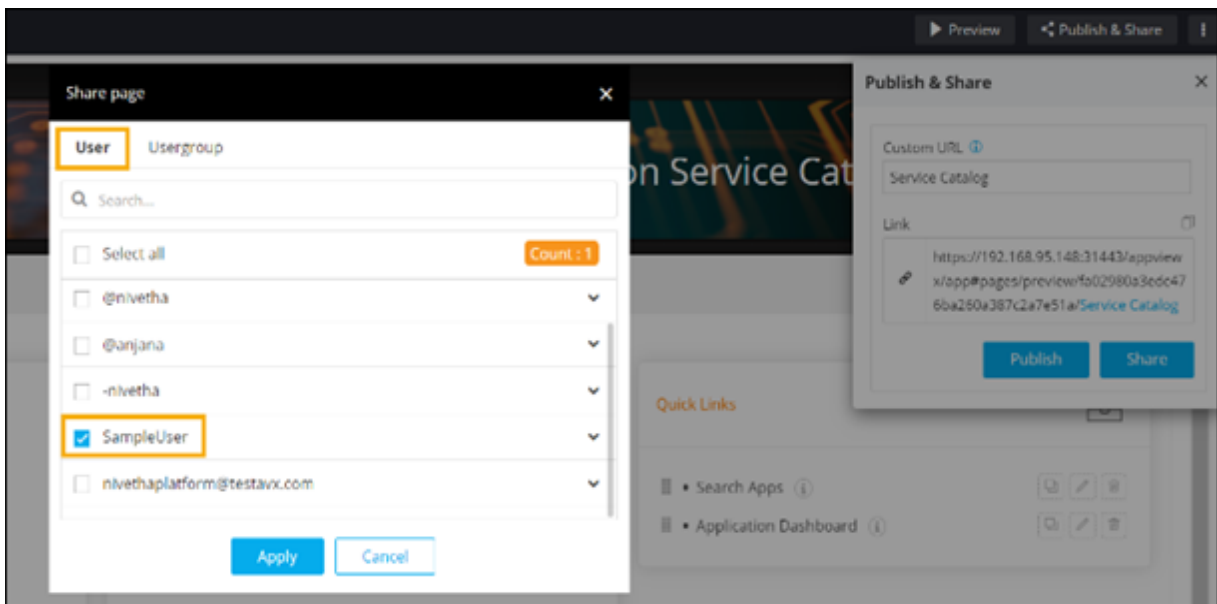 Preview
Publish & Share
Share page
User
Usergroup
Search...
Select all
Count : 1
@nivetha
@anjana
-nivetha
SampleUser
nivethaplatform@testavx.com
Apply
Cancel
on Service Cat
Publish & Share
Custom URL
Service Catalog
Link
https://192.168.95.148:31443/appview
x/app#pages/preview/fa02980a3edc47
6ba260a387c2a7e51a/Service Catalog
Publish
Share
Quick Links
• Search Apps
• Application Dashboard